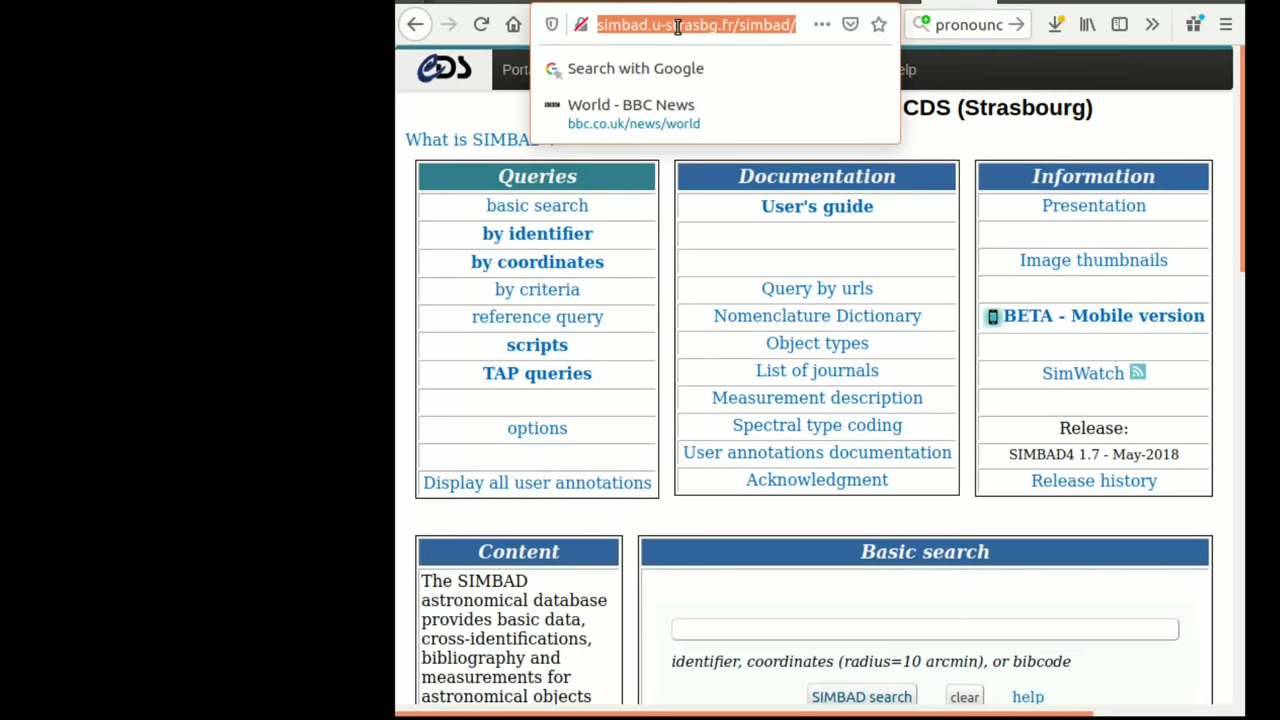 simbad.u-strasbg.fr/simbad/
pronounc
Search with Google
World - BBC News
bbc.co.uk/news/world
CDS
Port
elp
CDS (Strasbourg)
What is SIMBA
Queries
basic search
by identifier
by coordinates
by criteria
reference query
scripts
TAP queries
options
Display all user annotations
Documentation
User's guide
Query by urls
Nomenclature Dictionary
Object types
List of journals
Measurement description
Spectral type coding
User annotations documentation
Acknowledgment
Information
Presentation
Image thumbnails
BETA - Mobile version
SimWatch
Release:
SIMBAD4 1.7 - May-2018
Release history
Content
The SIMBAD
astronomical database
provides basic data,
cross-identifications,
bibliography and
measurements for
astronomical objects
Basic search
identifier, coordinates (radius=10 arcmin), or bibcode
SIMBAD search
clear
help